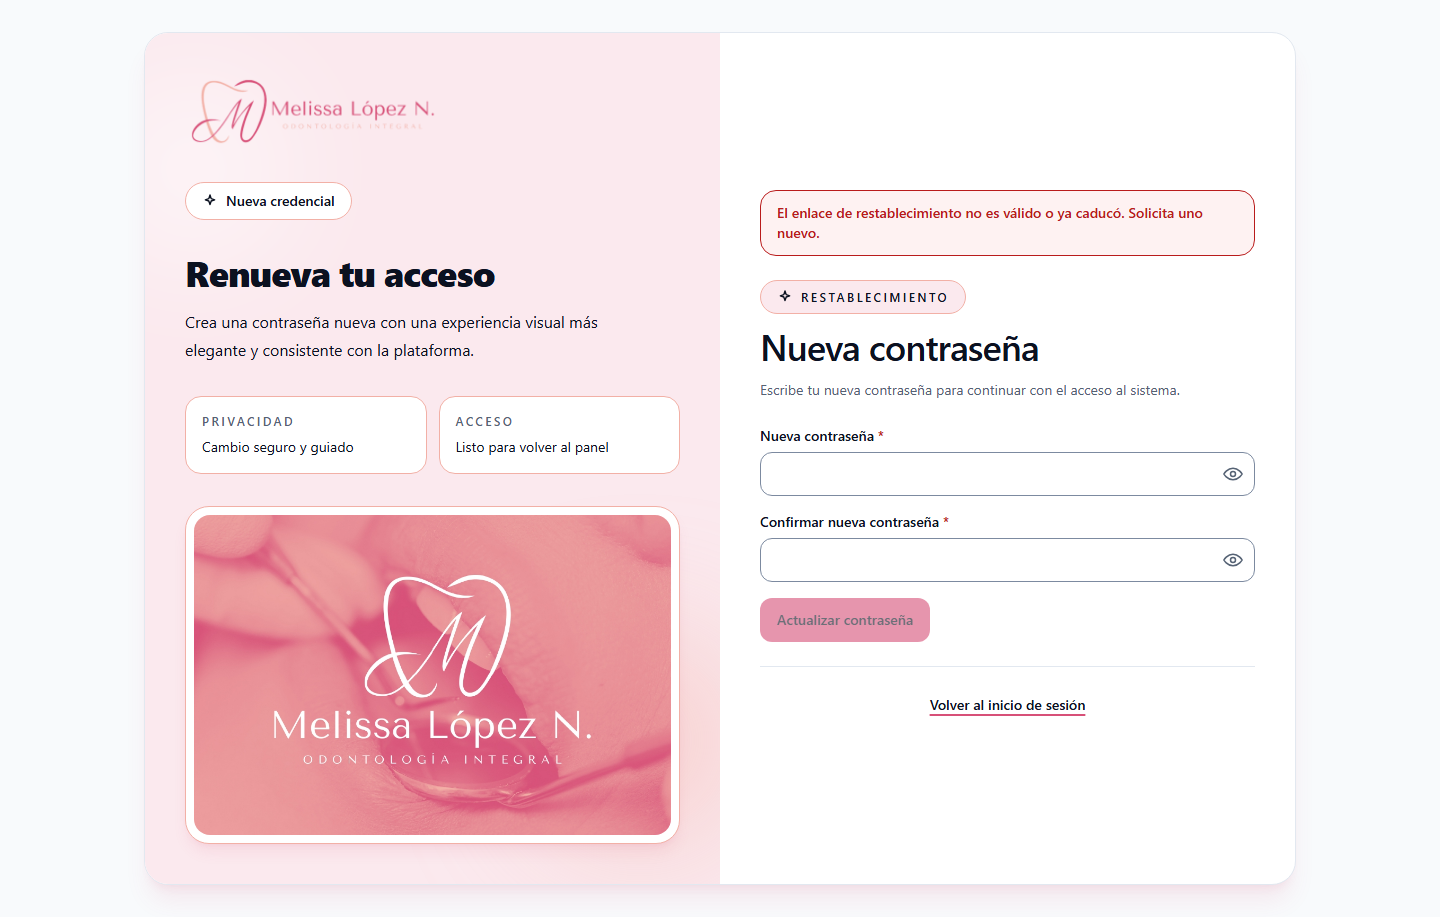 Melissa López N.
ODONTOLOGÍA INTEGRAL
Nueva credencial
Renueva tu acceso
Crea una contraseña nueva con una experiencia visual más
elegante y consistente con la plataforma.
PRIVACIDAD
Cambio seguro y guiado
ACCESO
Listo para volver al panel
Melissa López N.
ODONTOLOGÍA INTEGRAL
El enlace de restablecimiento no es válido o ya caducó. Solicita uno
nuevo.
RESTABLECIMIENTO
Nueva contraseña
Escribe tu nueva contraseña para continuar con el acceso al sistema.
Nueva contraseña *
Confirmar nueva contraseña *
Actualizar contraseña
Volver al inicio de sesión